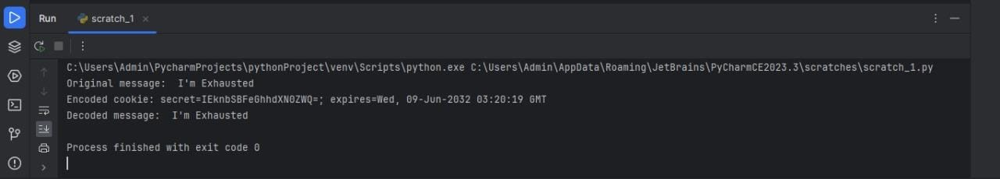 Run scratch_1
C:\Users\Admin\PycharmProjects\pythonProject\venv\Scripts\python.exe C:\Users\Admin\AppData\Roaming\JetBrains\PyCharmCE2023.3\scratches\scratch_1.py
Original message:  I'm Exhausted
Encoded cookie: secret=IEknbSBFeGhhdXN0ZWQ=; expires=Wed, 09-Jun-2032 03:20:19 GMT
Decoded message:  I'm Exhausted
Process finished with exit code 0